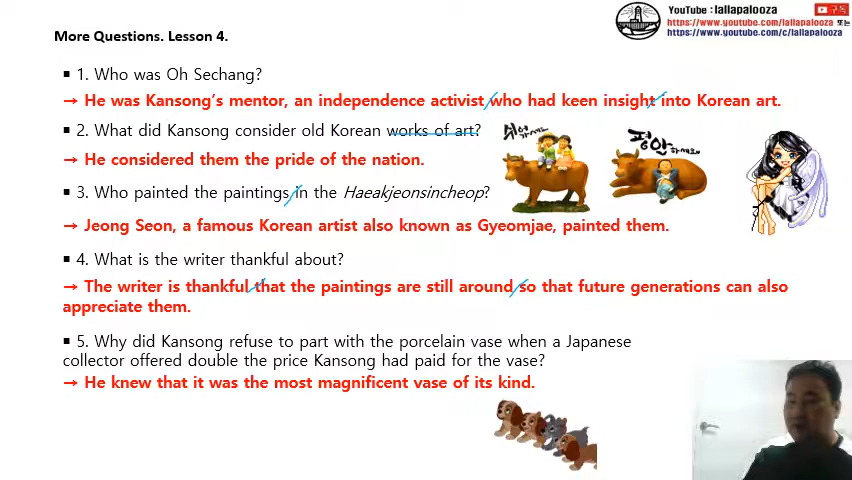 YouTube : lallapalooza 구독
https://www.youtube.com/lallapalooza 또는
https://www.youtube.com/c/lallapalooza
More Questions. Lesson 4.
▪ 1. Who was Oh Sechang?
→ He was Kansong's mentor, an independence activist who had keen insight into Korean art.
▪ 2. What did Kansong consider old Korean works of art?
→ He considered them the pride of the nation.
▪ 3. Who painted the paintings in the Haeakjeonsincheop?
→ Jeong Seon, a famous Korean artist also known as Gyeomjae, painted them.
▪ 4. What is the writer thankful about?
→ The writer is thankful that the paintings are still around so that future generations can also
appreciate them.
▪ 5. Why did Kansong refuse to part with the porcelain vase when a Japanese
collector offered double the price Kansong had paid for the vase?
→ He knew that it was the most magnificent vase of its kind.
평안하세요